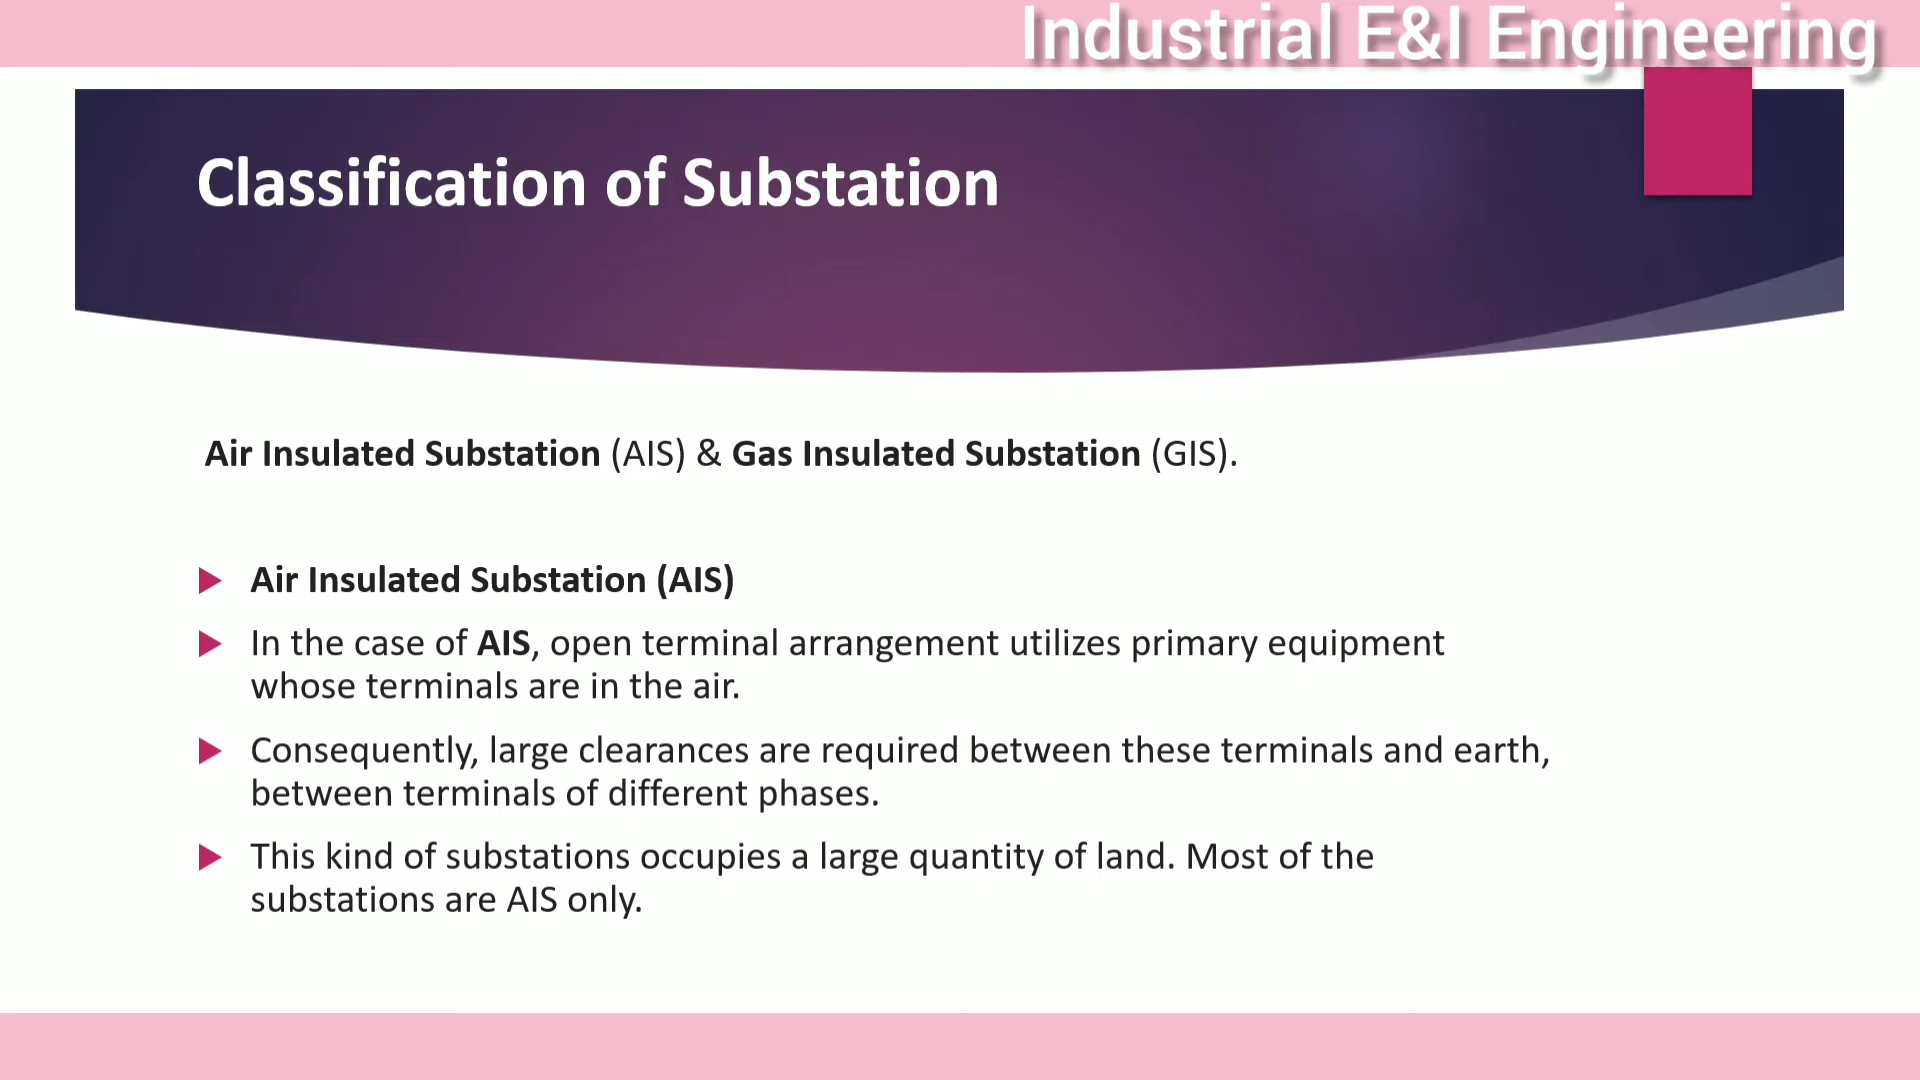 Industrial E&I Engineering
Classification of Substation
Air Insulated Substation (AIS) & Gas Insulated Substation (GIS).
Air Insulated Substation (AIS)
In the case of AIS, open terminal arrangement utilizes primary equipment
whose terminals are in the air.
Consequently, large clearances are required between these terminals and earth,
between terminals of different phases.
This kind of substations occupies a large quantity of land. Most of the
substations are AIS only.